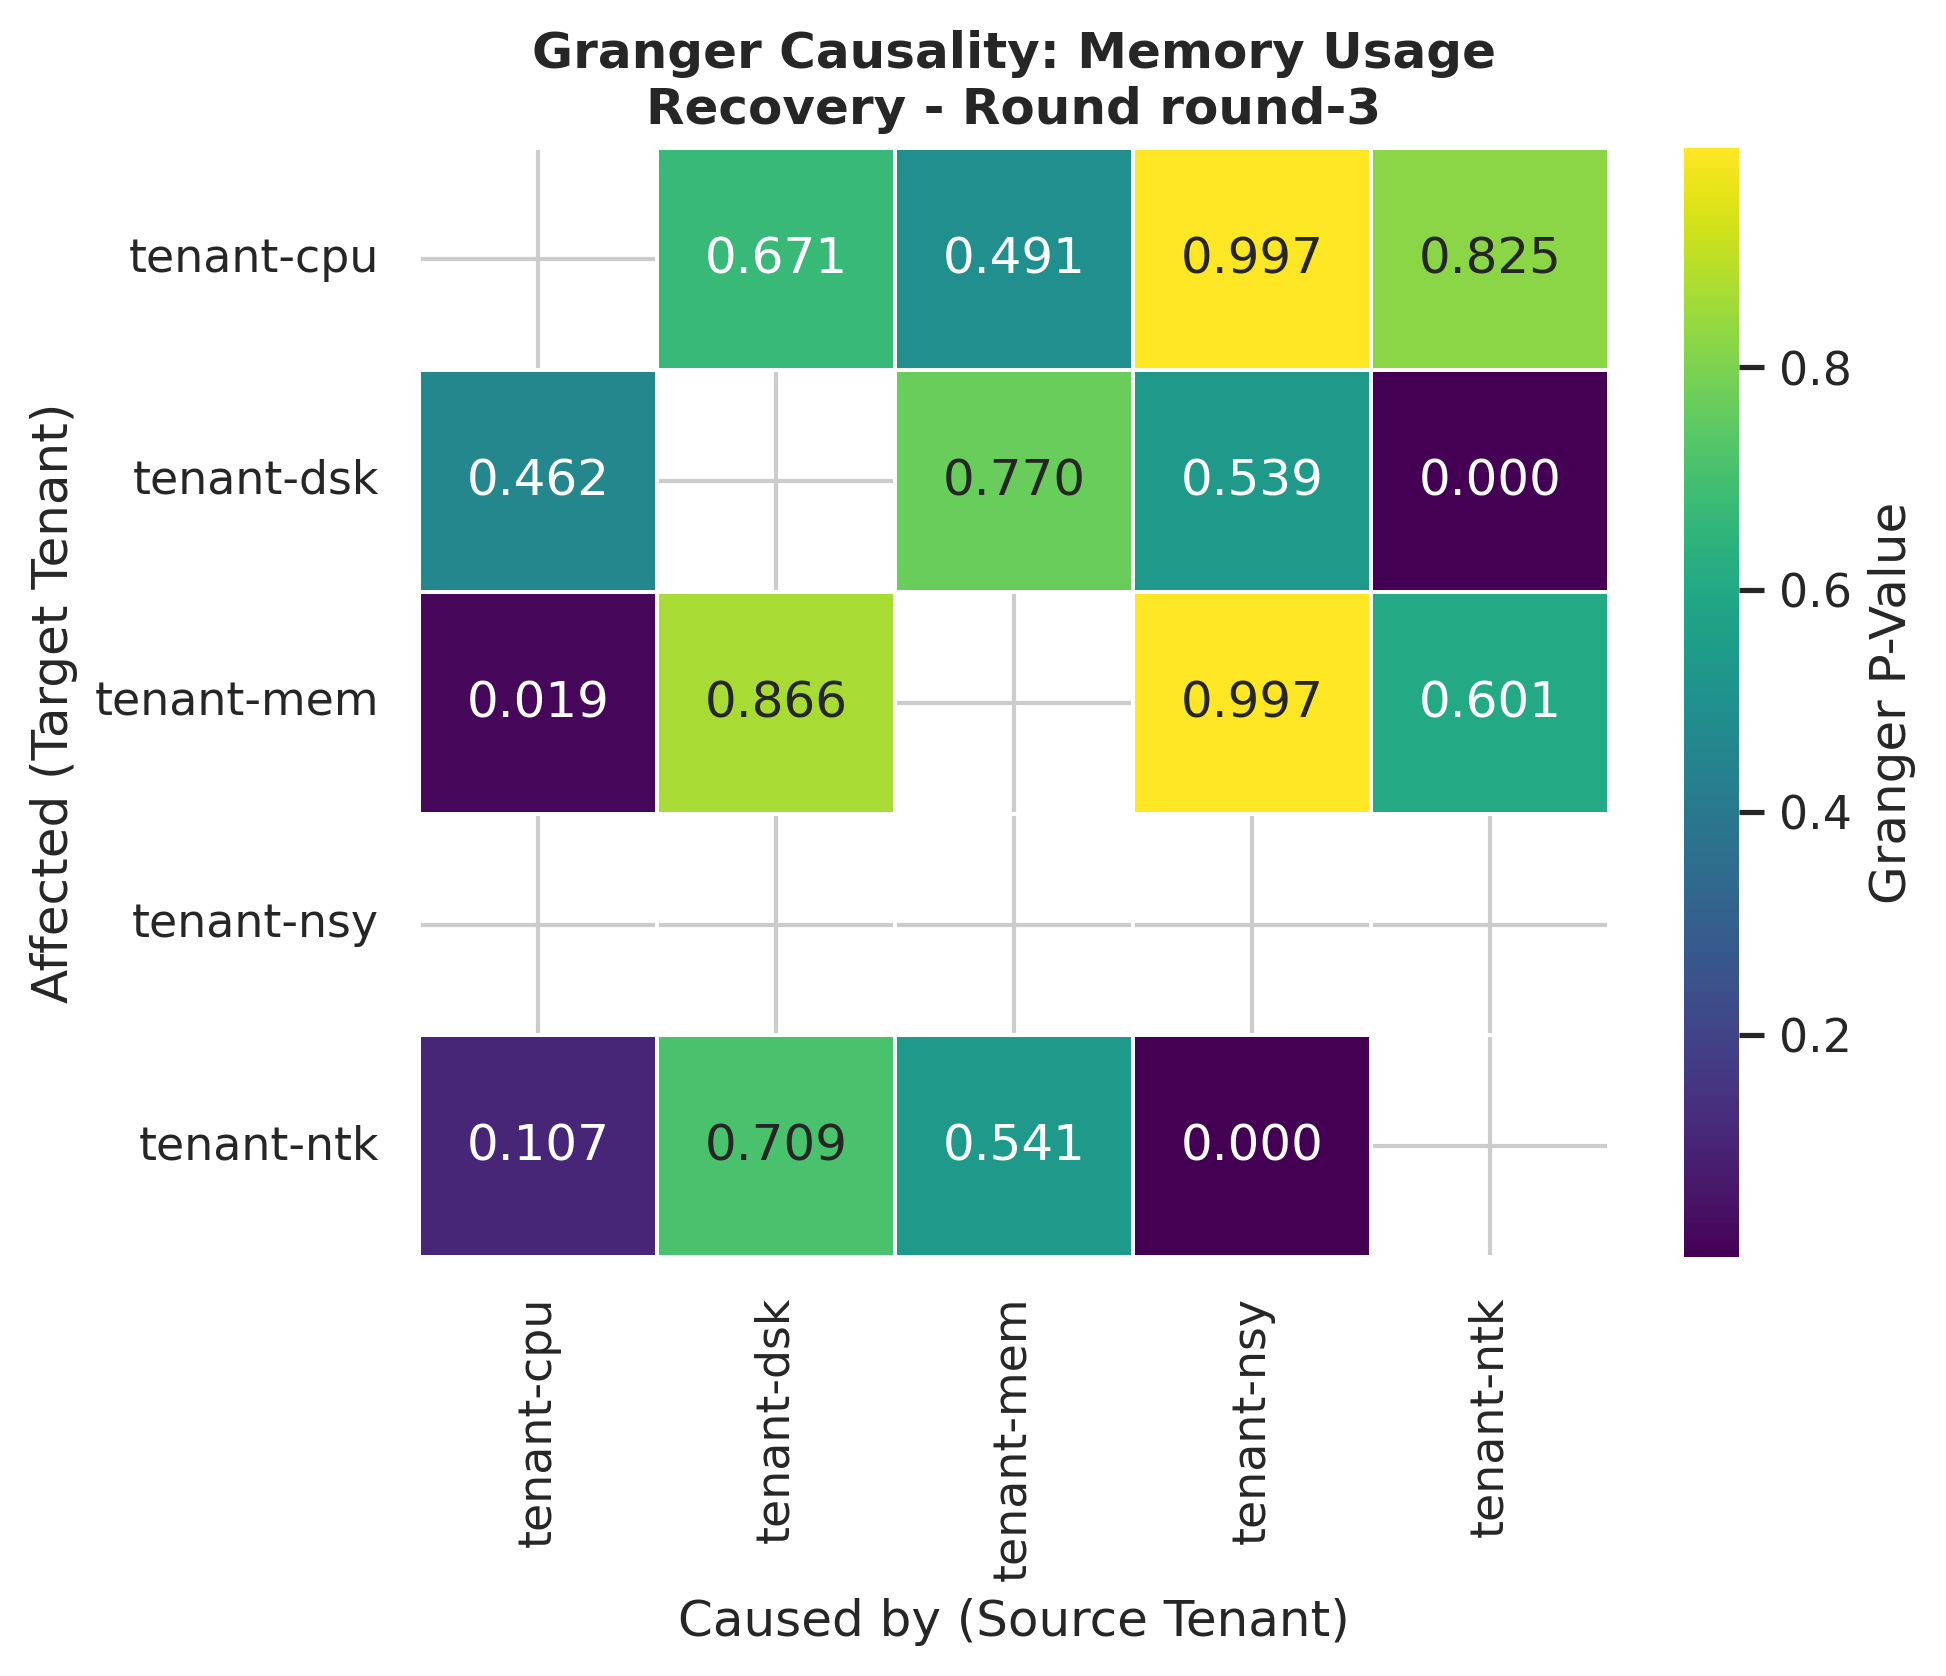 Granger Causality: Memory Usage
Recovery - Round round-3
tenant-cpu
0.671 0.491 0.997 0.825
tenant-dsk
0.462 0.770 0.539 0.000
tenant-mem
0.019 0.866 0.997 0.601
tenant-nsy
tenant-ntk
0.107 0.709 0.541 0.000
Affected (Target Tenant)
tenant-cpu
tenant-dsk
tenant-mem
tenant-nsy
tenant-ntk
Caused by (Source Tenant)
0.8
0.6
0.4
0.2
Granger P-Value